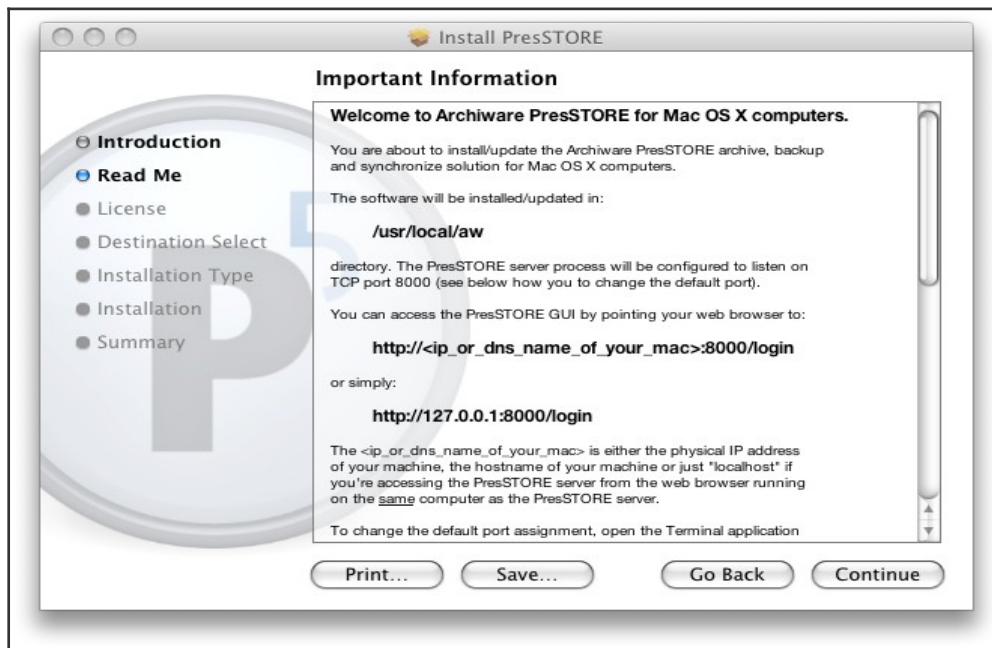 Install PresSTORE
Important Information
Introduction
Read Me
License
Destination Select
Installation Type
Installation
Summary
P5
Welcome to Archiware PresSTORE for Mac OS X computers.
You are about to install/update the Archiware PresSTORE archive, backup
and synchronize solution for Mac OS X computers.
The software will be installed/updated in:
/usr/local/aw
directory. The PresSTORE server process will be configured to listen on
TCP port 8000 (see below how you to change the default port).
You can access the PresSTORE GUI by pointing your web browser to:
http://<ip_or_dns_name_of_your_mac>:8000/login
or simply:
http://127.0.0.1:8000/login
The <ip_or_dns_name_of_your_mac> is either the physical IP address
of your machine, the hostname of your machine or just "localhost" if
you're accessing the PresSTORE server from the web browser running
on the same computer as the PresSTORE server.
To change the default port assignment, open the Terminal application
Print... Save... Go Back Continue